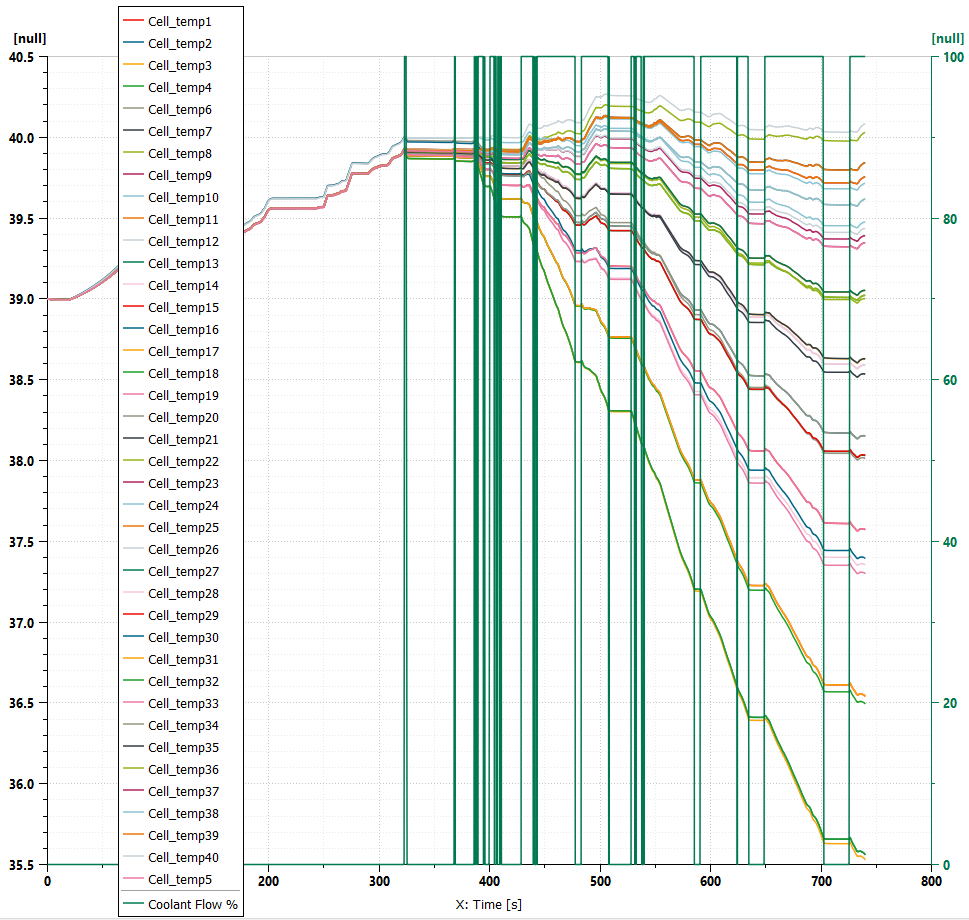 [null]
[null]
40.5
40.0
39.5
39.0
38.5
38.0
37.5
37.0
36.5
36.0
35.5
Cell_temp1
Cell_temp2
Cell_temp3
Cell_temp4
Cell_temp6
Cell_temp7
Cell_temp8
Cell_temp9
Cell_temp10
Cell_temp11
Cell_temp12
Cell_temp13
Cell_temp14
Cell_temp15
Cell_temp16
Cell_temp17
Cell_temp18
Cell_temp19
Cell_temp20
Cell_temp21
Cell_temp22
Cell_temp23
Cell_temp24
Cell_temp25
Cell_temp26
Cell_temp27
Cell_temp28
Cell_temp29
Cell_temp30
Cell_temp31
Cell_temp32
Cell_temp33
Cell_temp34
Cell_temp35
Cell_temp36
Cell_temp37
Cell_temp38
Cell_temp39
Cell_temp40
Cell_temp5
Coolant Flow %
100
80
60
40
20
0
0 200 300 400 500 600 700 800
X: Time [s]